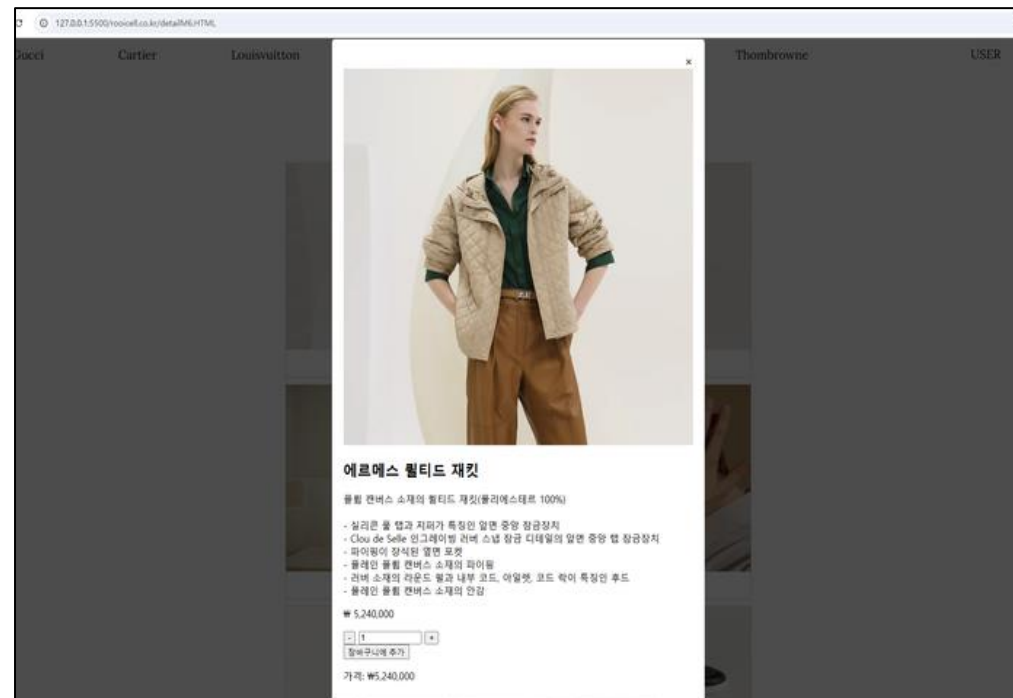 127.0.0.1:5500/rooicell.co.kr/detailM6.HTML
Gucci Cartier Louisvuitton Thombrowne USER
×
에르메스 퀼티드 재킷
플륌 캔버스 소재의 퀼티드 재킷(폴리에스테르 100%)
- 실리콘 풀 탭과 지퍼가 특징인 앞면 중앙 잠금장치
- Clou de Selle 인그레이빙 러버 스냅 잠금 디테일의 앞면 중앙 탭 잠금장치
- 파이핑이 장식된 옆면 포켓
- 플레인 플륌 캔버스 소재의 파이핑
- 러버 소재의 라운드 풀과 내부 코드, 아일렛, 코드 락이 특징인 후드
- 플레인 플륌 캔버스 소재의 안감
₩ 5,240,000
- 1 +
장바구니에 추가
가격: ₩5,240,000